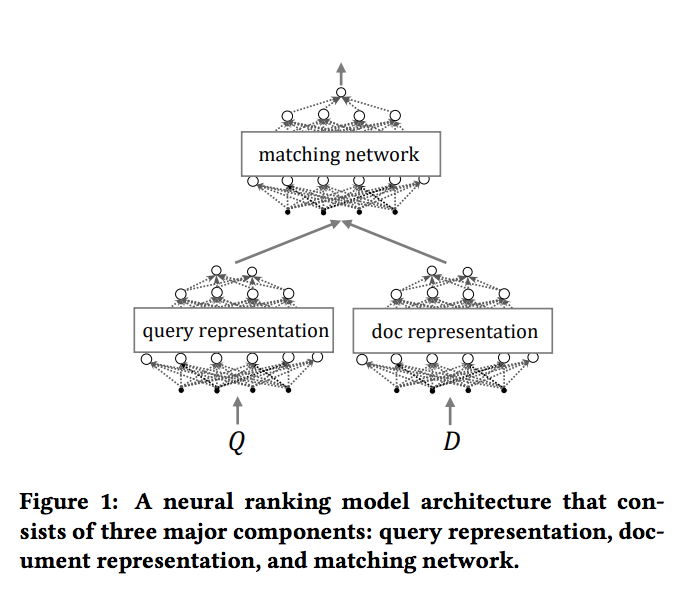 matching network
query representation
doc representation
Q
D
Figure 1: A neural ranking model architecture that con-
sists of three major components: query representation, doc-
ument representation, and matching network.